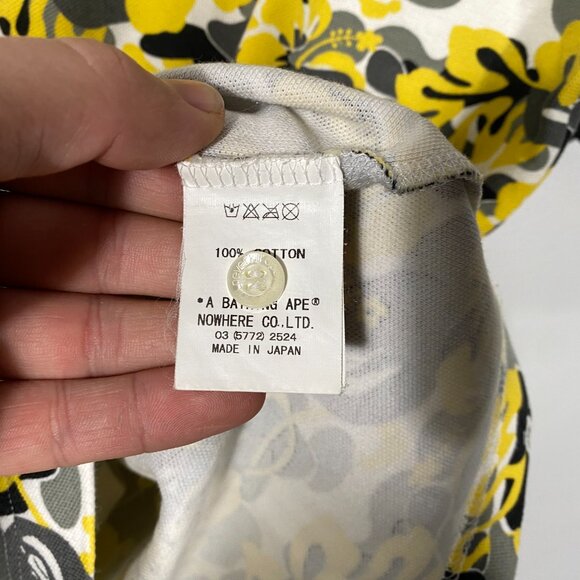 100% COTTON
*A BATHING APE®
NOWHERE CO.,LTD.
03 (5772) 2524
MADE IN JAPAN